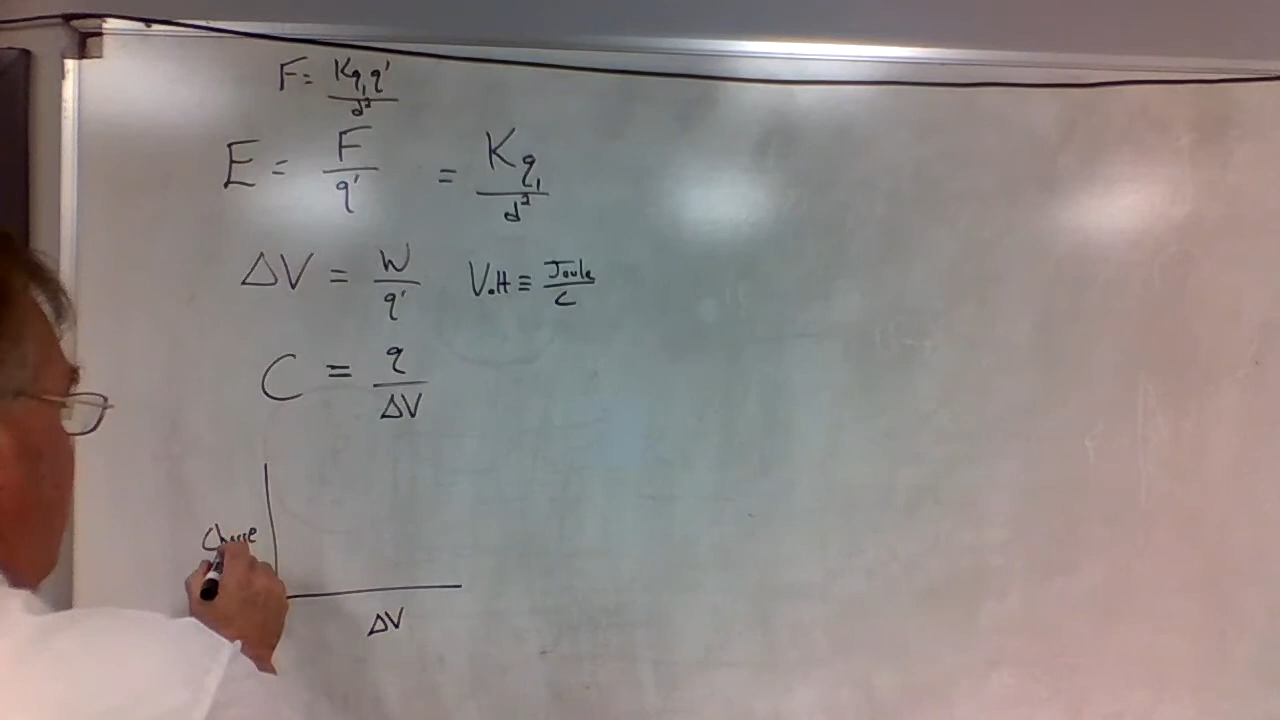 F = Kq₁q' / d²
E = F / q' = Kq₁ / d²
ΔV = W / q' Volt ≡ Joule / C
C = q / ΔV
Charge
ΔV